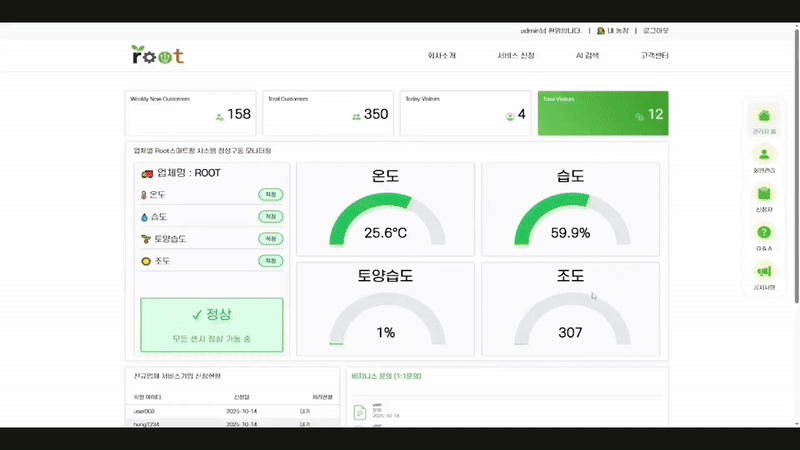 admin님 환영합니다. | 내 농장 | 로그아웃
root
회사소개 서비스 신청 AI 검색 고객센터
Weekly New Customers
158
Total Customers
350
Today Visitors
4
Total Visitors
12
업체별 Root스마트팜 시스템 정상구동 모니터링
업체명 : ROOT
온도 적정
습도 적정
토양습도 적정
조도 적정
✓ 정상
모든 센서 정상 가동 중
온도
25.6°C
습도
59.9%
토양습도
1%
조도
307
관리자 홈
회원관리
신청자
Q & A
공지사항
신규업체 서비스가입 신청현황
회원 아이디 신청일 처리현황
user003 2025-10-14 대기
hong1234 2025-10-14 대기
비지니스 문의 (1:1문의)
user
2025-10-14